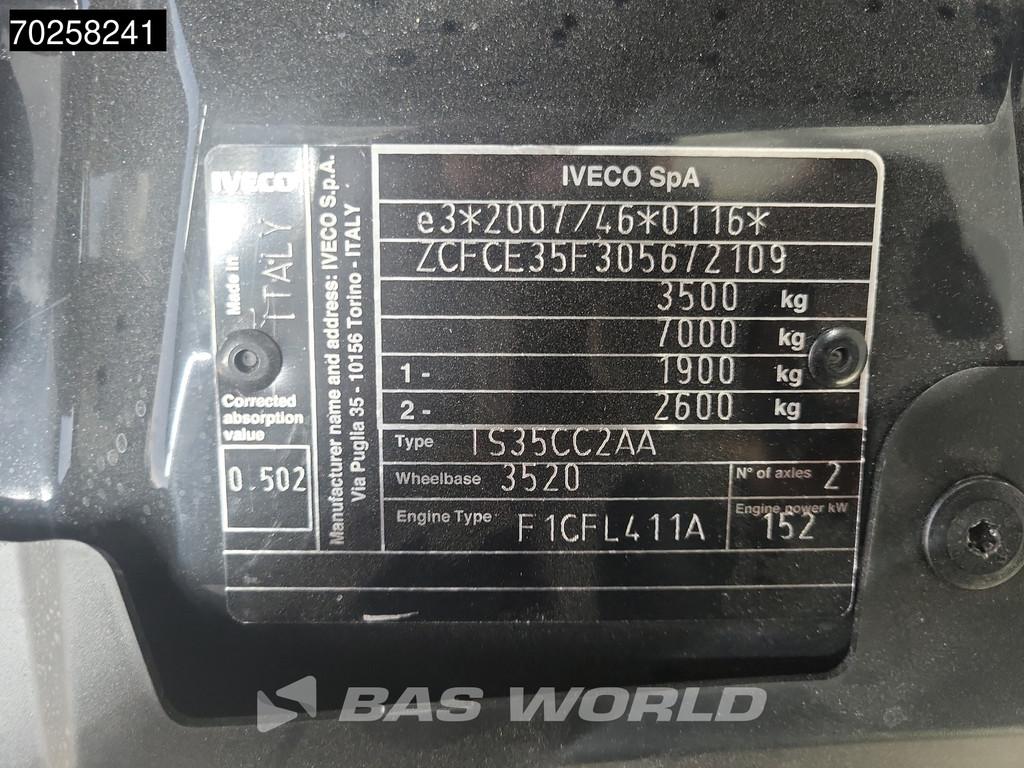 70258241
IVECO
Made in ITALY
Corrected
absorption
value
0.502
Manufacturer name and address: IVECO S.p.A.
Via Puglia 35 - 10156 Torino - ITALY
IVECO SpA
e3*2007/46*0116*
ZCFCE35F305672109
3500 kg
7000 kg
1- 1900 kg
2- 2600 kg
Type IS35CC2AA
Wheelbase 3520 N° of axles 2
Engine Type F1CFL411A Engine power kW 152
BAS WORLD